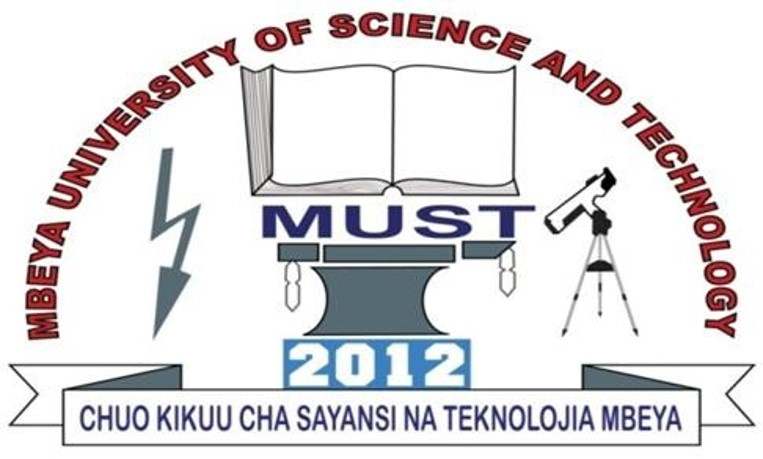 MBEYA UNIVERSITY OF SCIENCE AND TECHNOLOGY
MUST
2012
CHUO KIKUU CHA SAYANSI NA TEKNOLOJIA MBEYA